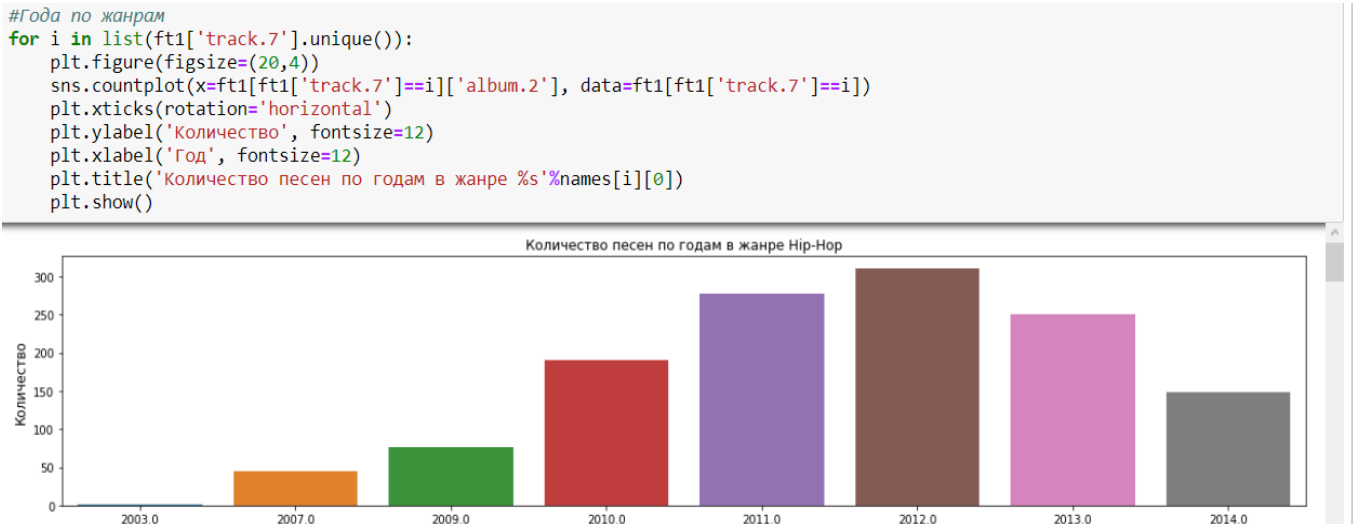 #Года по жанрам
for i in list(ft1['track.7'].unique()):
    plt.figure(figsize=(20,4))
    sns.countplot(x=ft1[ft1['track.7']==i]['album.2'], data=ft1[ft1['track.7']==i])
    plt.xticks(rotation='horizontal')
    plt.ylabel('Количество', fontsize=12)
    plt.xlabel('Год', fontsize=12)
    plt.title('Количество песен по годам в жанре %s'%names[i][0])
    plt.show()
Количество песен по годам в жанре Hip-Hop
Количество
300
250
200
150
100
50
0
2003.0 2007.0 2009.0 2010.0 2011.0 2012.0 2013.0 2014.0